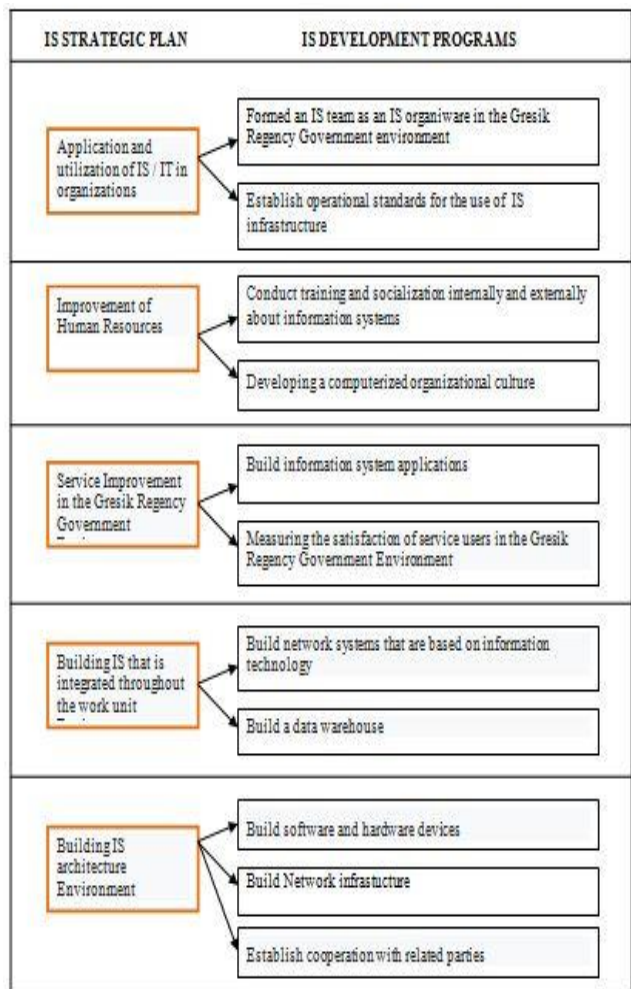 IS STRATEGIC PLAN
IS DEVELOPMENT PROGRAMS
Application and
utilization of IS / IT in
organizations
Formed an IS team as an IS organiware in the Gresik
Regency Government environment
Establish operational standards for the use of IS
infrastructure
Improvement of
Human Resources
Conduct training and socialization internally and externally
about information systems
Developing a computerized organizational culture
Service Improvement
in the Gresik Regency
Government
Build information system applications
Measuring the satisfaction of service users in the Gresik
Regency Government Environment
Building IS that is
integrated throughout
the work unit
Build network systems that are based on information
technology
Build a data warehouse
Building IS
architecture
Environment
Build software and hardware devices
Build Network infrastucture
Establish cooperation with related parties